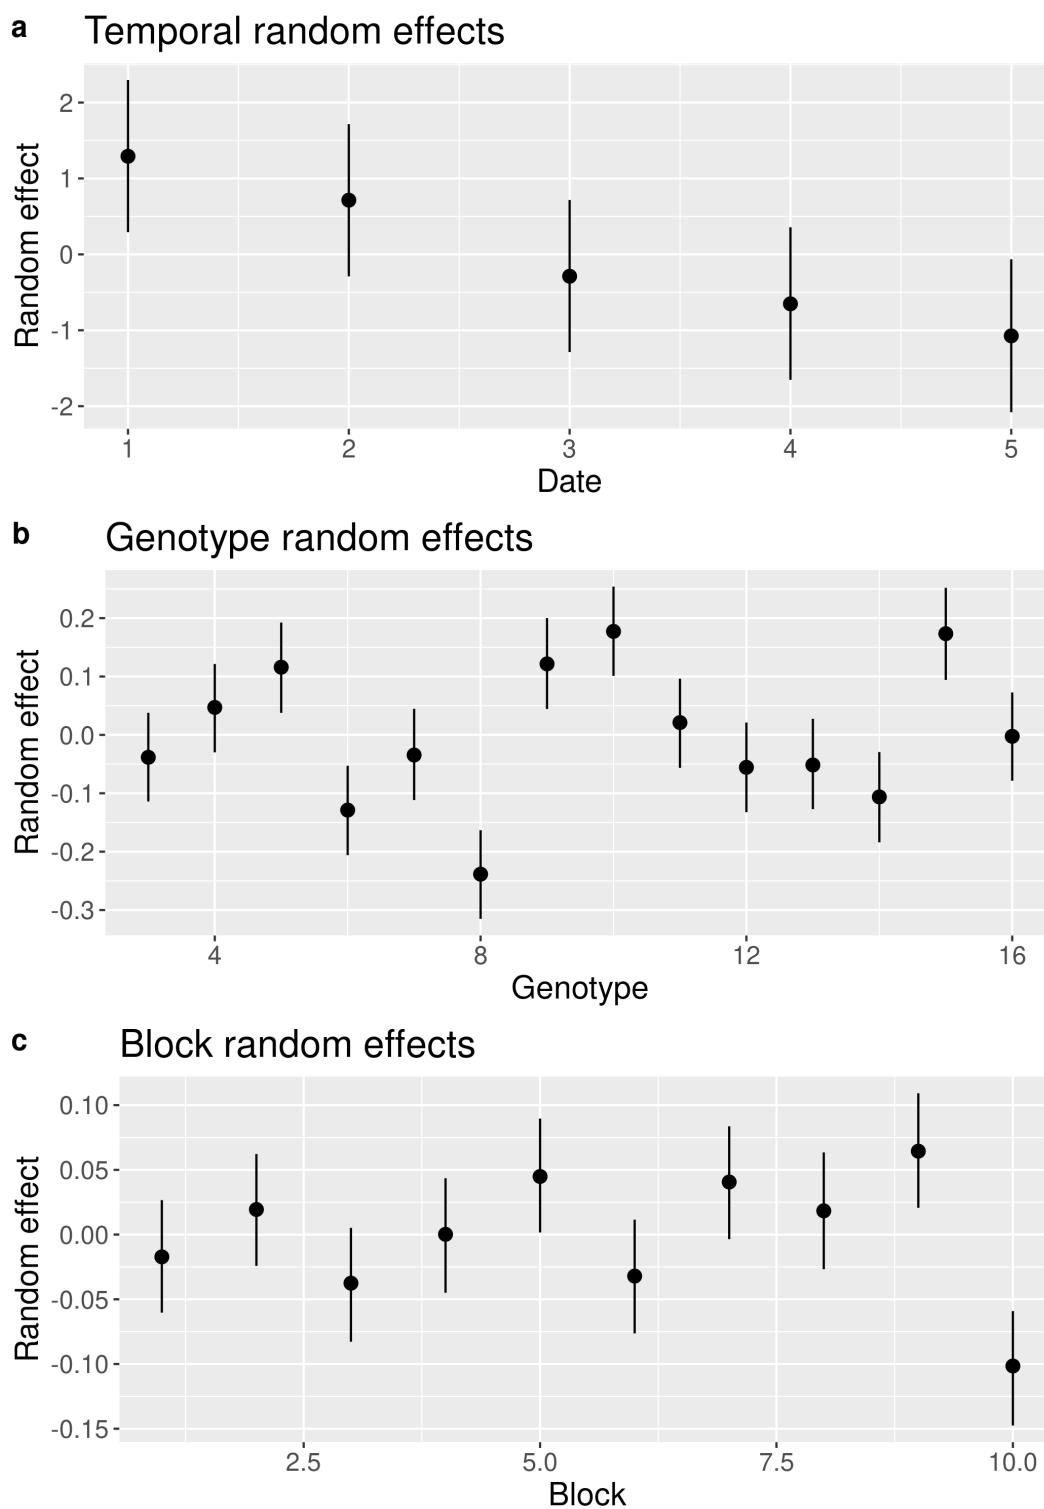 a Temporal random effects
Random effect
2
1
0
-1
-2
1 2 3 4 5
Date
b Genotype random effects
Random effect
0.2
0.1
0.0
-0.1
-0.2
-0.3
4 8 12 16
Genotype
c Block random effects
Random effect
0.10
0.05
0.00
-0.05
-0.10
-0.15
2.5 5.0 7.5 10.0
Block